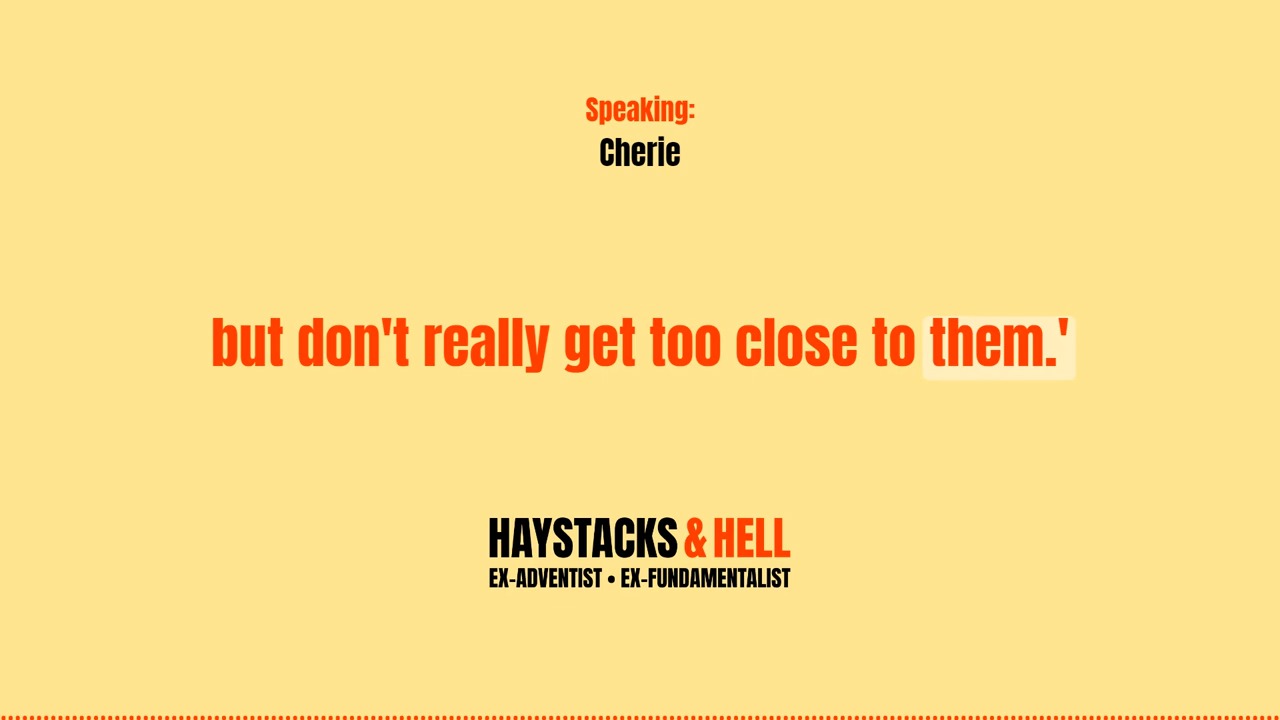 Speaking:
Cherie
but don't really get too close to them.'
HAYSTACKS & HELL
EX-ADVENTIST • EX-FUNDAMENTALIST